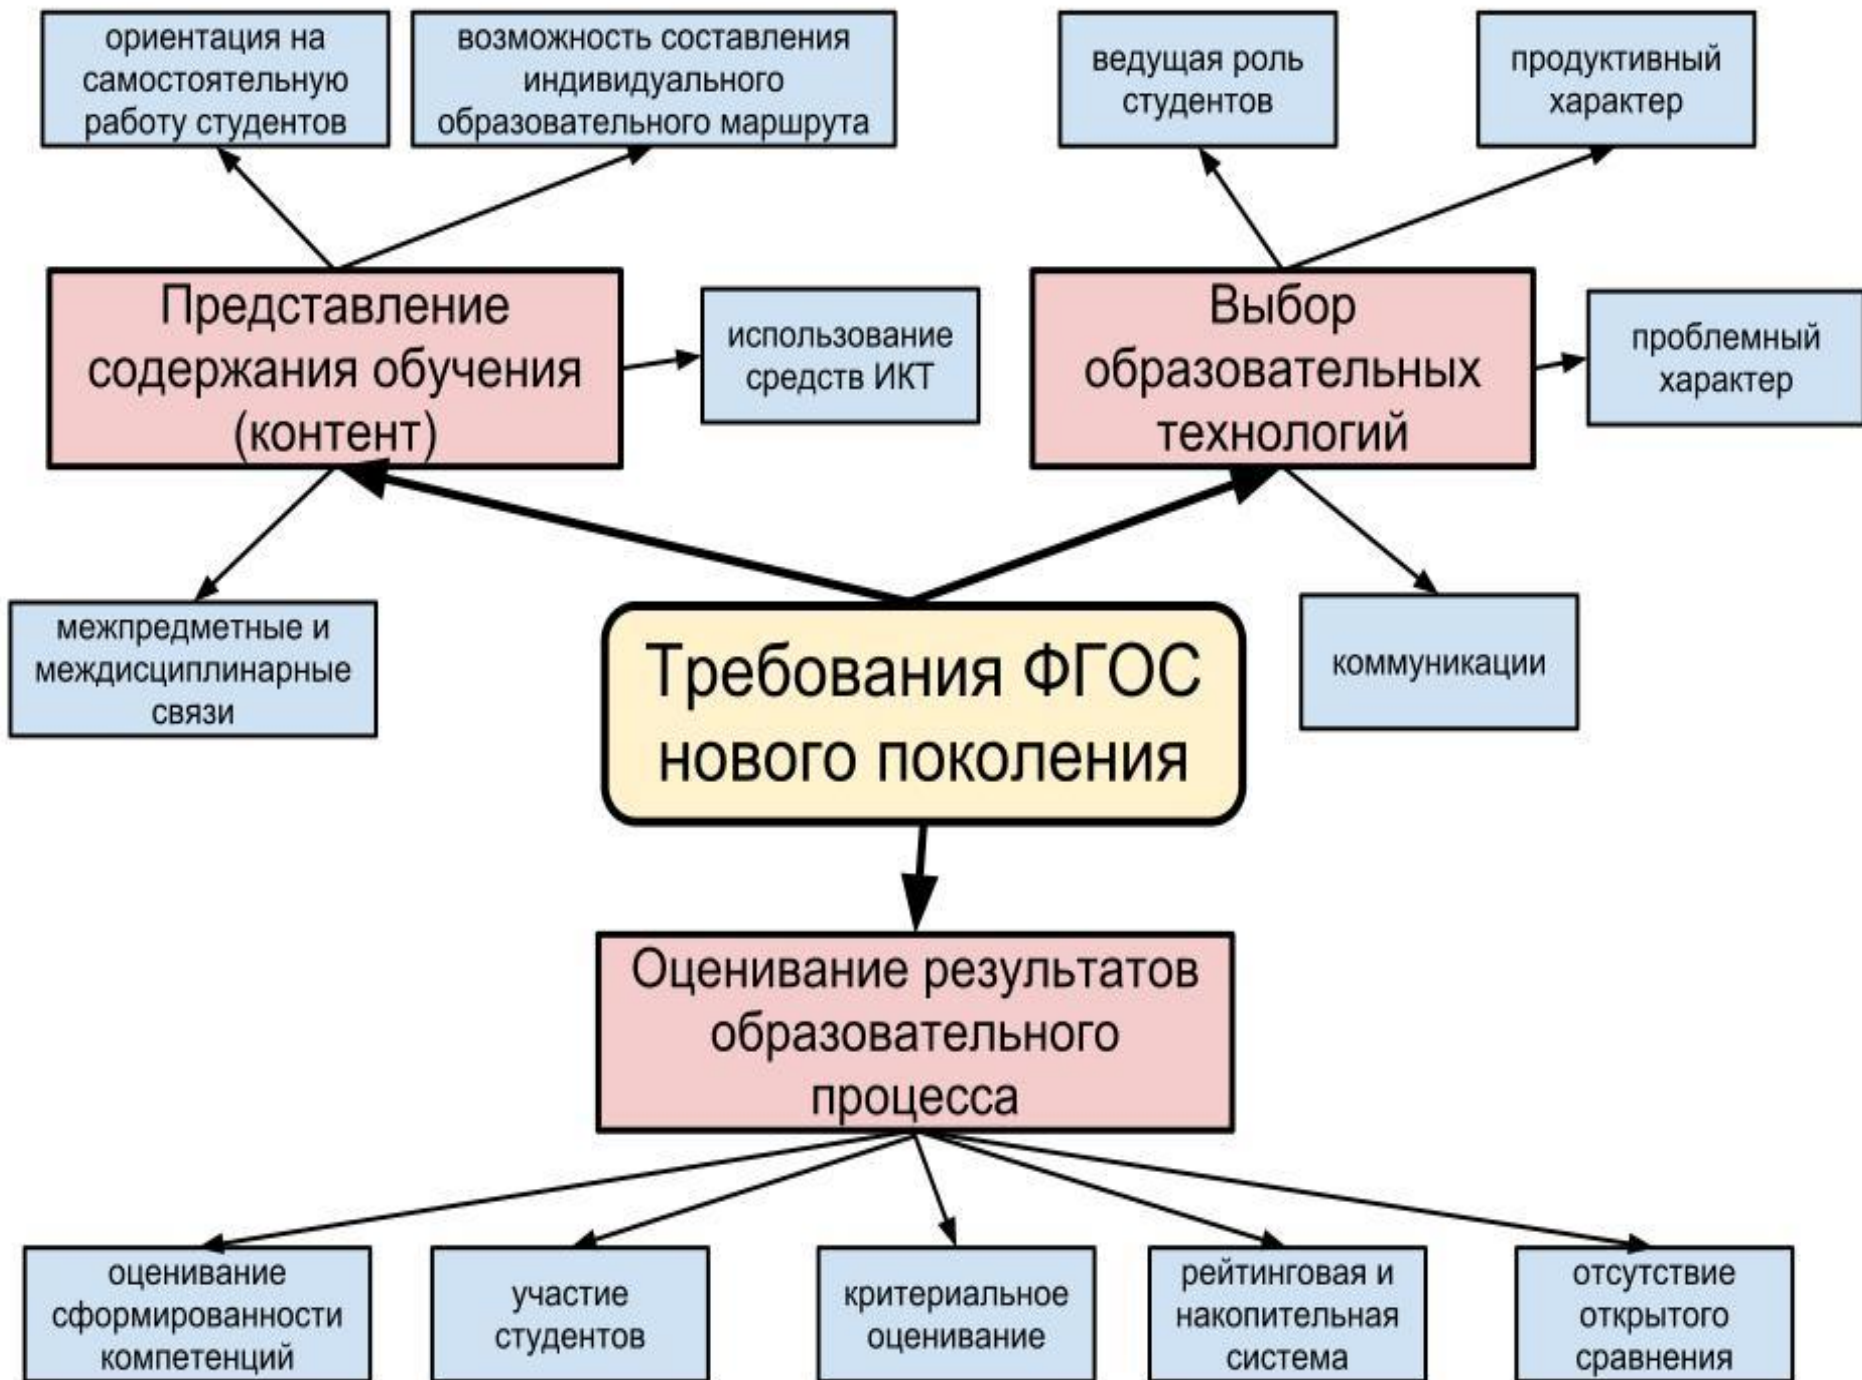 ориентация на
самостоятельную
работу студентов
возможность составления
индивидуального
образовательного маршрута
ведущая роль
студентов
продуктивный
характер
Представление
содержания обучения
(контент)
использование
средств ИКТ
Выбор
образовательных
технологий
проблемный
характер
межпредметные и
междисциплинарные
связи
Требования ФГОС
нового поколения
коммуникации
Оценивание результатов
образовательного
процесса
оценивание
сформированности
компетенций
участие
студентов
критериальное
оценивание
рейтинговая и
накопительная
система
отсутствие
открытого
сравнения